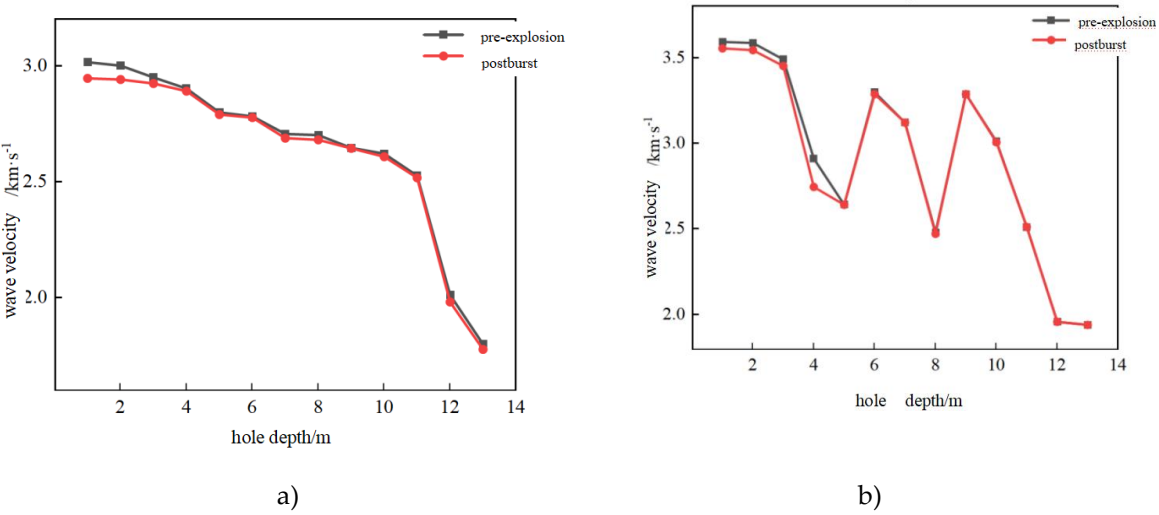 pre-explosion
postburst
3.0
2.5
2.0
wave velocity /km·s⁻¹
2 4 6 8 10 12 14
hole depth/m
a)
pre-explosion
postburst
3.5
3.0
2.5
2.0
wave velocity /km·s⁻¹
2 4 6 8 10 12 14
hole depth/m
b)